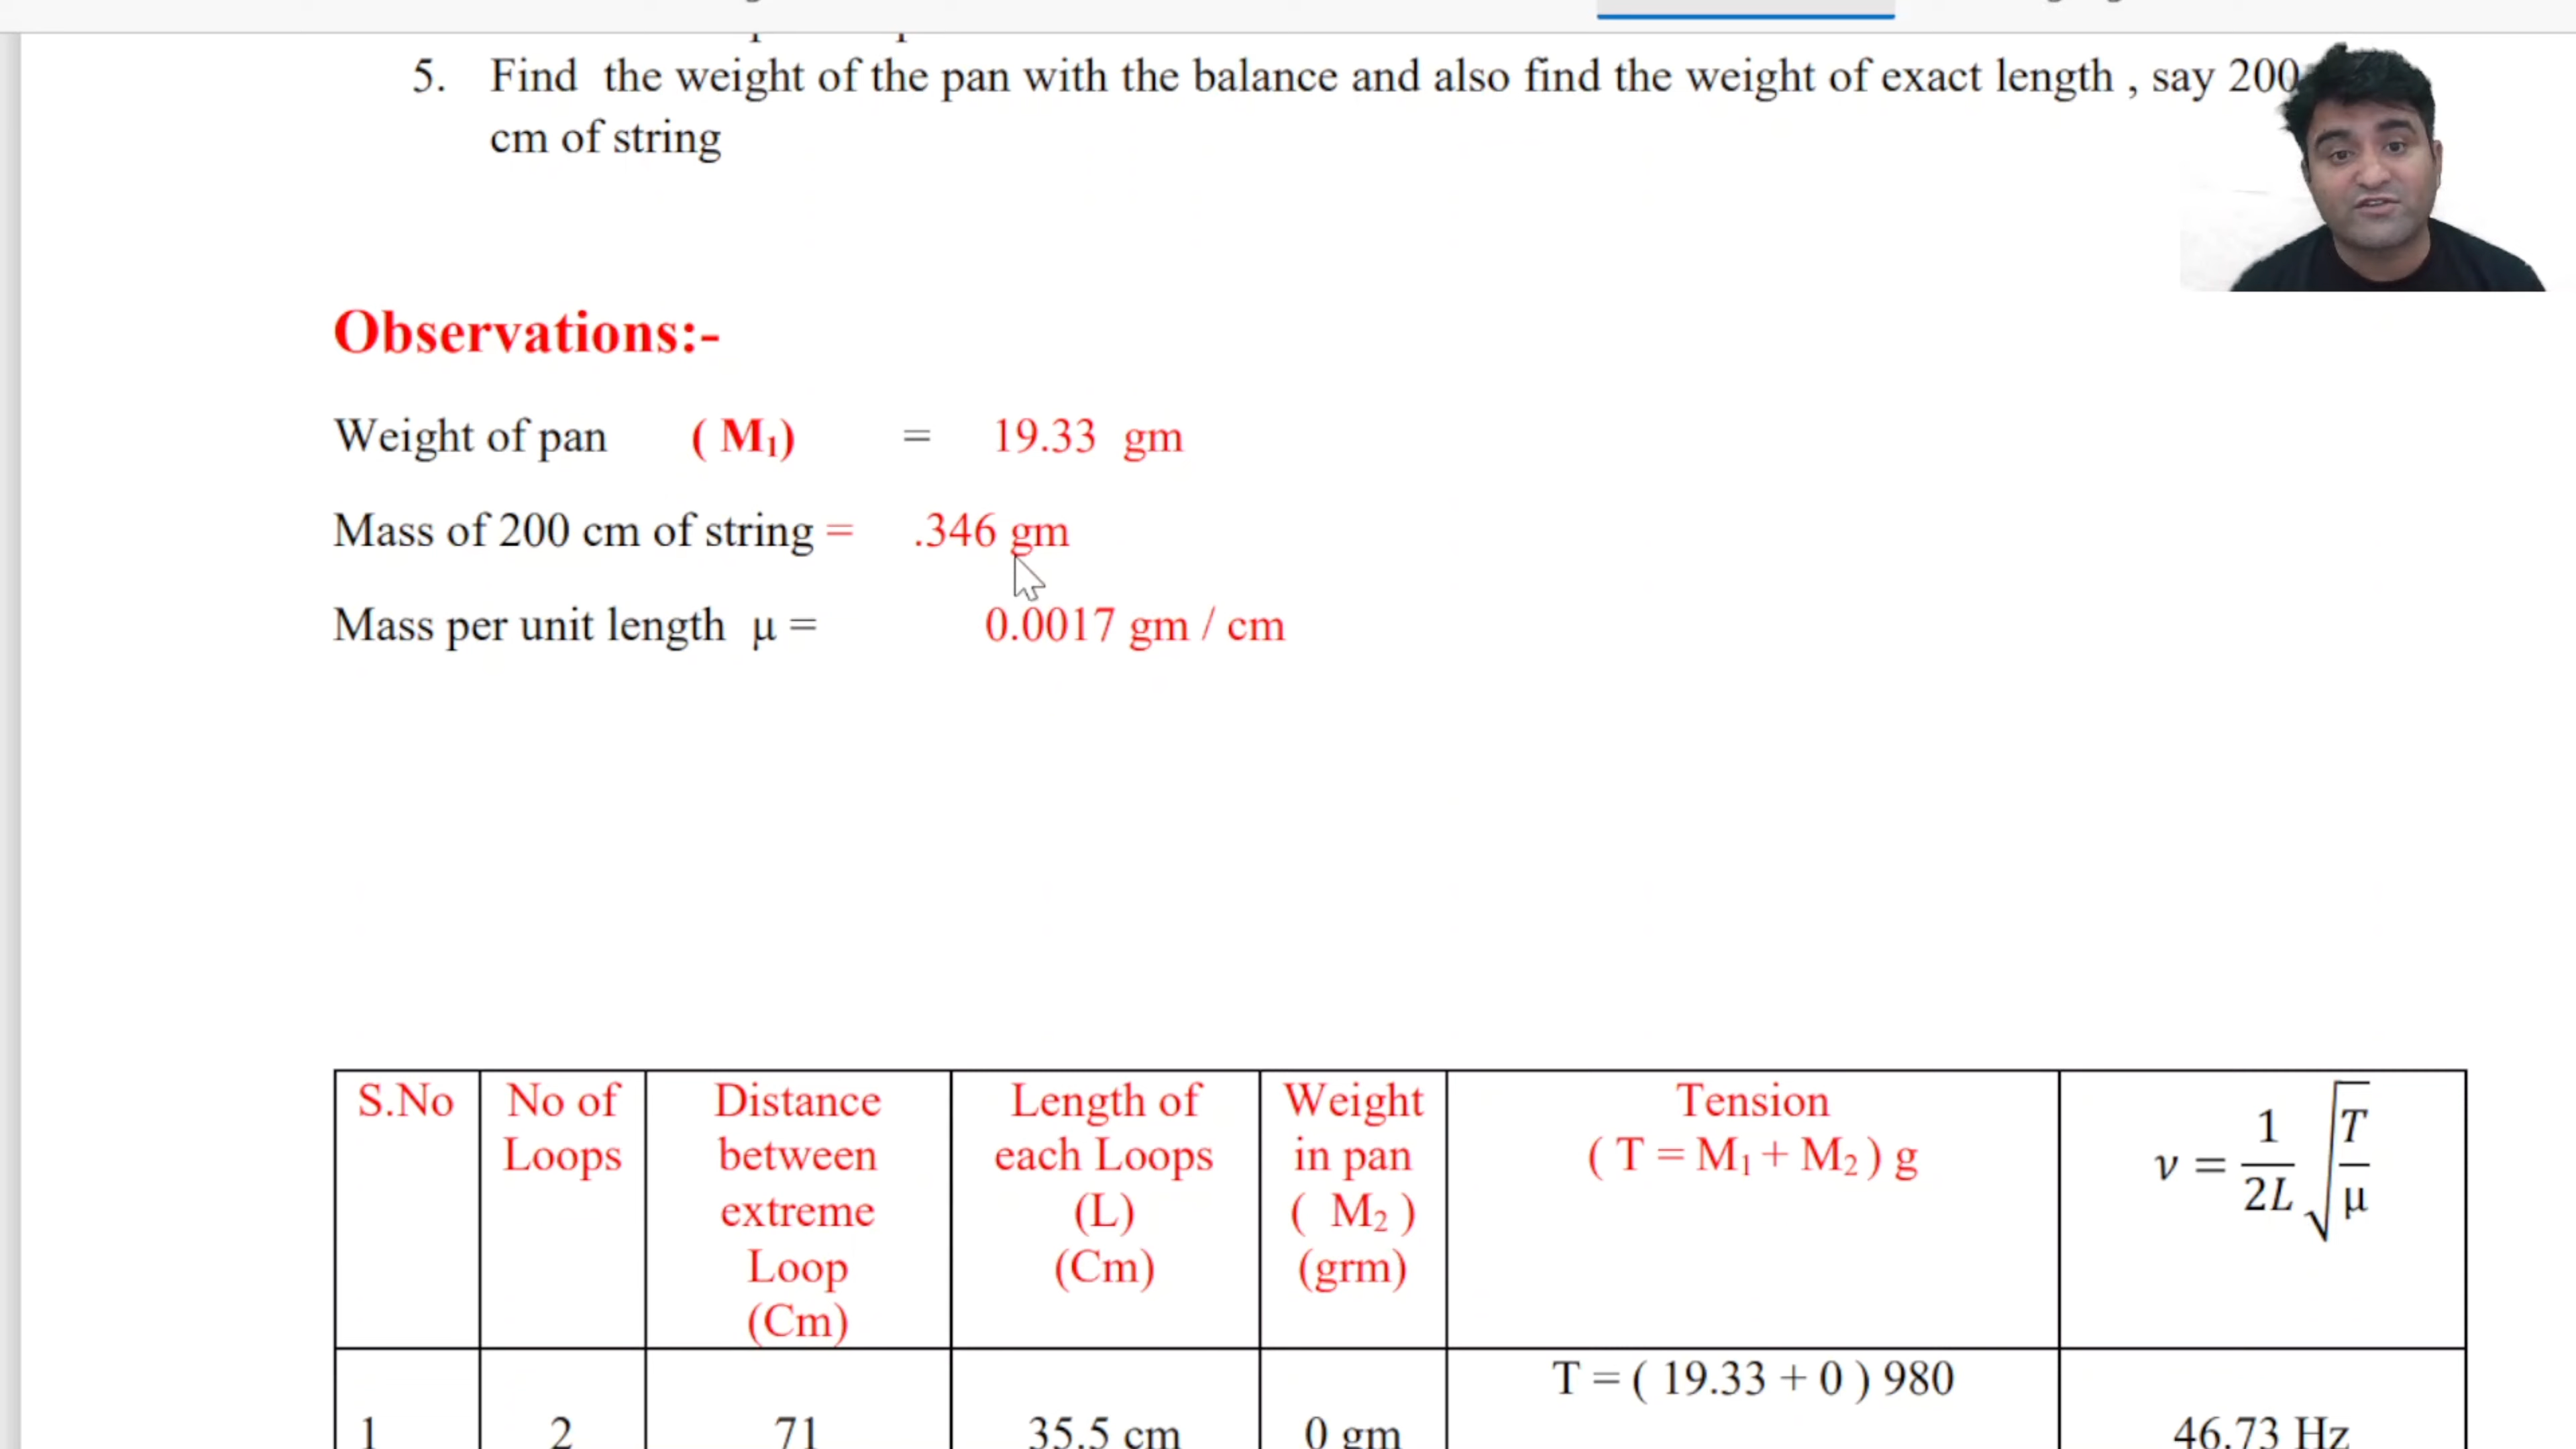 5. Find the weight of the pan with the balance and also find the weight of exact length , say 200
cm of string
Observations:-
Weight of pan ( M₁) = 19.33 gm
Mass of 200 cm of string = .346 gm
Mass per unit length µ = 0.0017 gm / cm
S.No
No of
Loops
Distance
between
extreme
Loop
(Cm)
Length of
each Loops
(L)
(Cm)
Weight
in pan
( M₂ )
(grm)
Tension
( T = M₁ + M₂ ) g
ν = 1/2L √T/µ
1
2
71
35.5 cm
0 gm
T = ( 19.33 + 0 ) 980
46.73 Hz